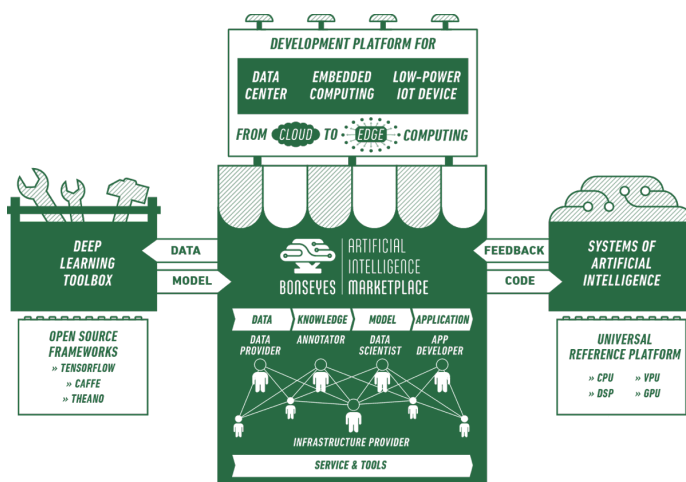 DEVELOPMENT PLATFORM FOR
DATA CENTER
EMBEDDED COMPUTING
LOW-POWER IOT DEVICE
FROM CLOUD TO EDGE COMPUTING
DEEP LEARNING TOOLBOX
DATA
MODEL
BONSEYES
ARTIFICIAL
INTELLIGENCE
MARKETPLACE
FEEDBACK
CODE
SYSTEMS OF
ARTIFICIAL
INTELLIGENCE
OPEN SOURCE
FRAMEWORKS
» TENSORFLOW
» CAFFE
» THEANO
DATA
KNOWLEDGE
MODEL
APPLICATION
DATA PROVIDER
ANNOTATOR
DATA SCIENTIST
APP DEVELOPER
INFRASTRUCTURE PROVIDER
SERVICE & TOOLS
UNIVERSAL
REFERENCE PLATFORM
» CPU » VPU
» DSP » GPU